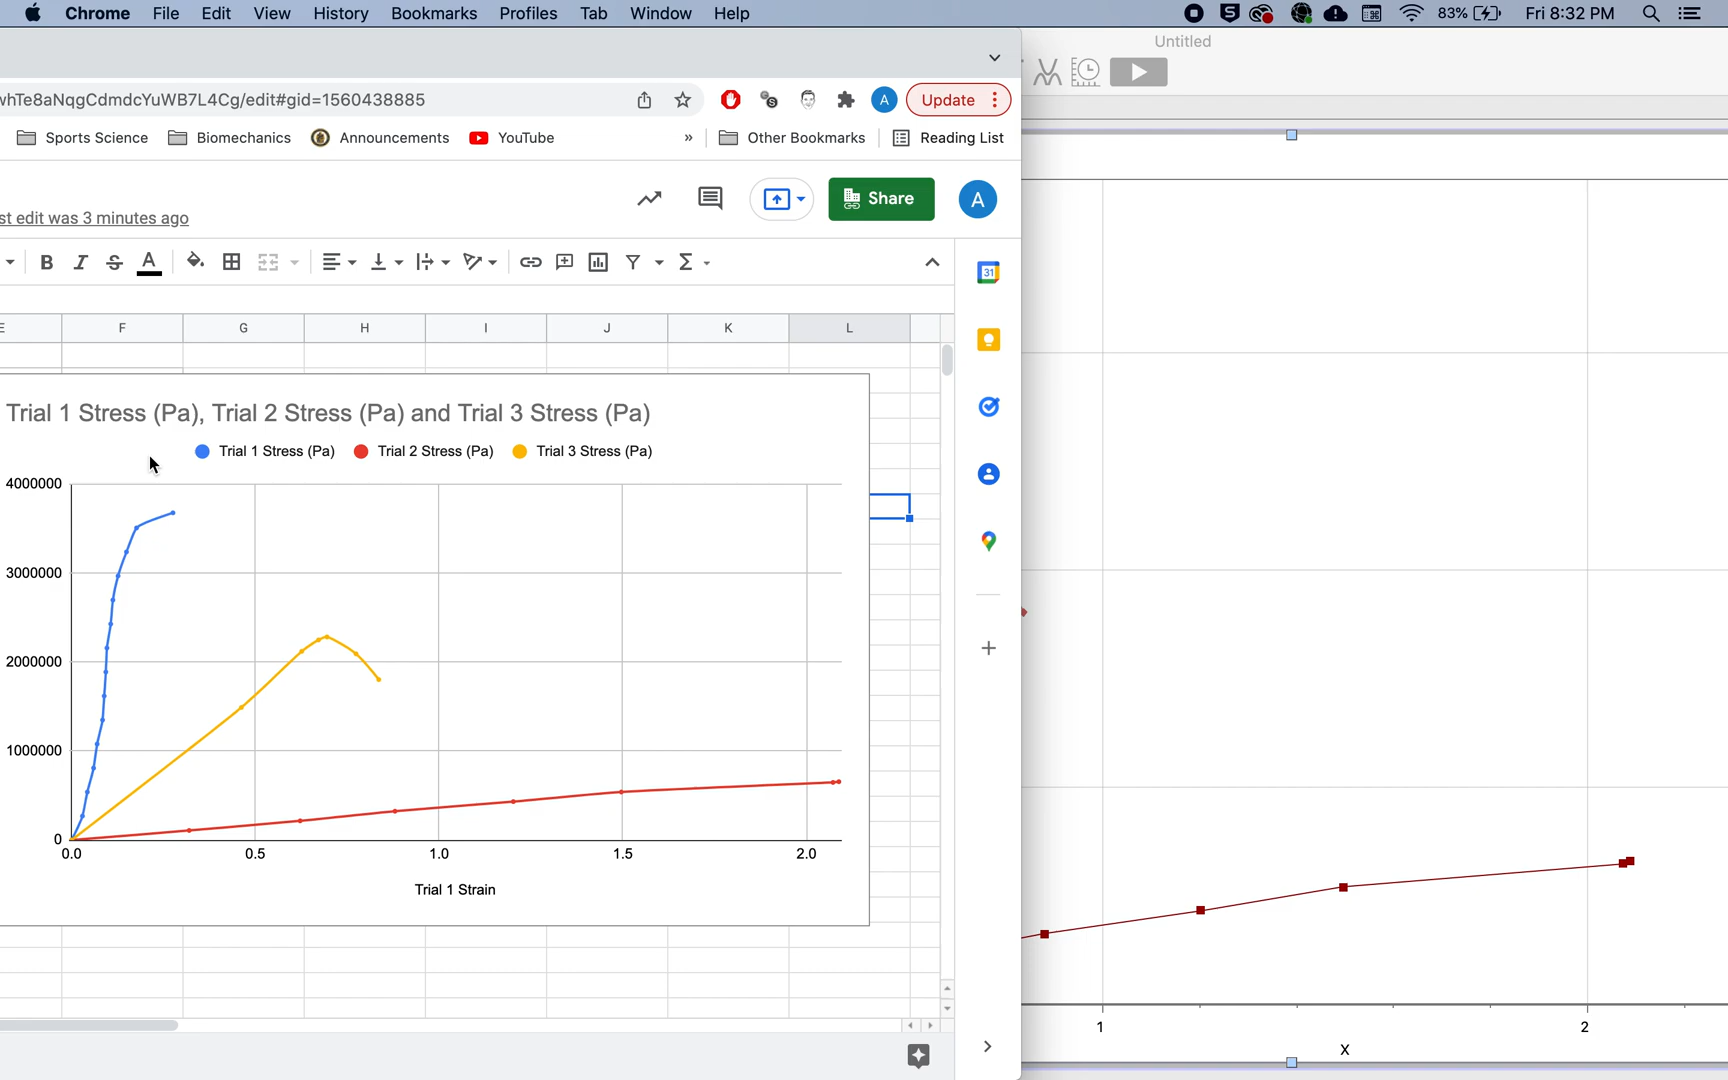 Chrome File Edit View History Bookmarks Profiles Tab Window Help 83% Fri 8:32 PM
Untitled
vhTe8aNqgCdmdcYuWB7L4Cg/edit#gid=1560438885 A Update
Sports Science Biomechanics Announcements YouTube » Other Bookmarks Reading List
st edit was 3 minutes ago Share A
B I S A Σ 31
E F G H I J K L
Trial 1 Stress (Pa), Trial 2 Stress (Pa) and Trial 3 Stress (Pa)
Trial 1 Stress (Pa) Trial 2 Stress (Pa) Trial 3 Stress (Pa)
4000000
3000000
2000000
1000000
0
0.0 0.5 1.0 1.5 2.0
Trial 1 Strain
1 2
X